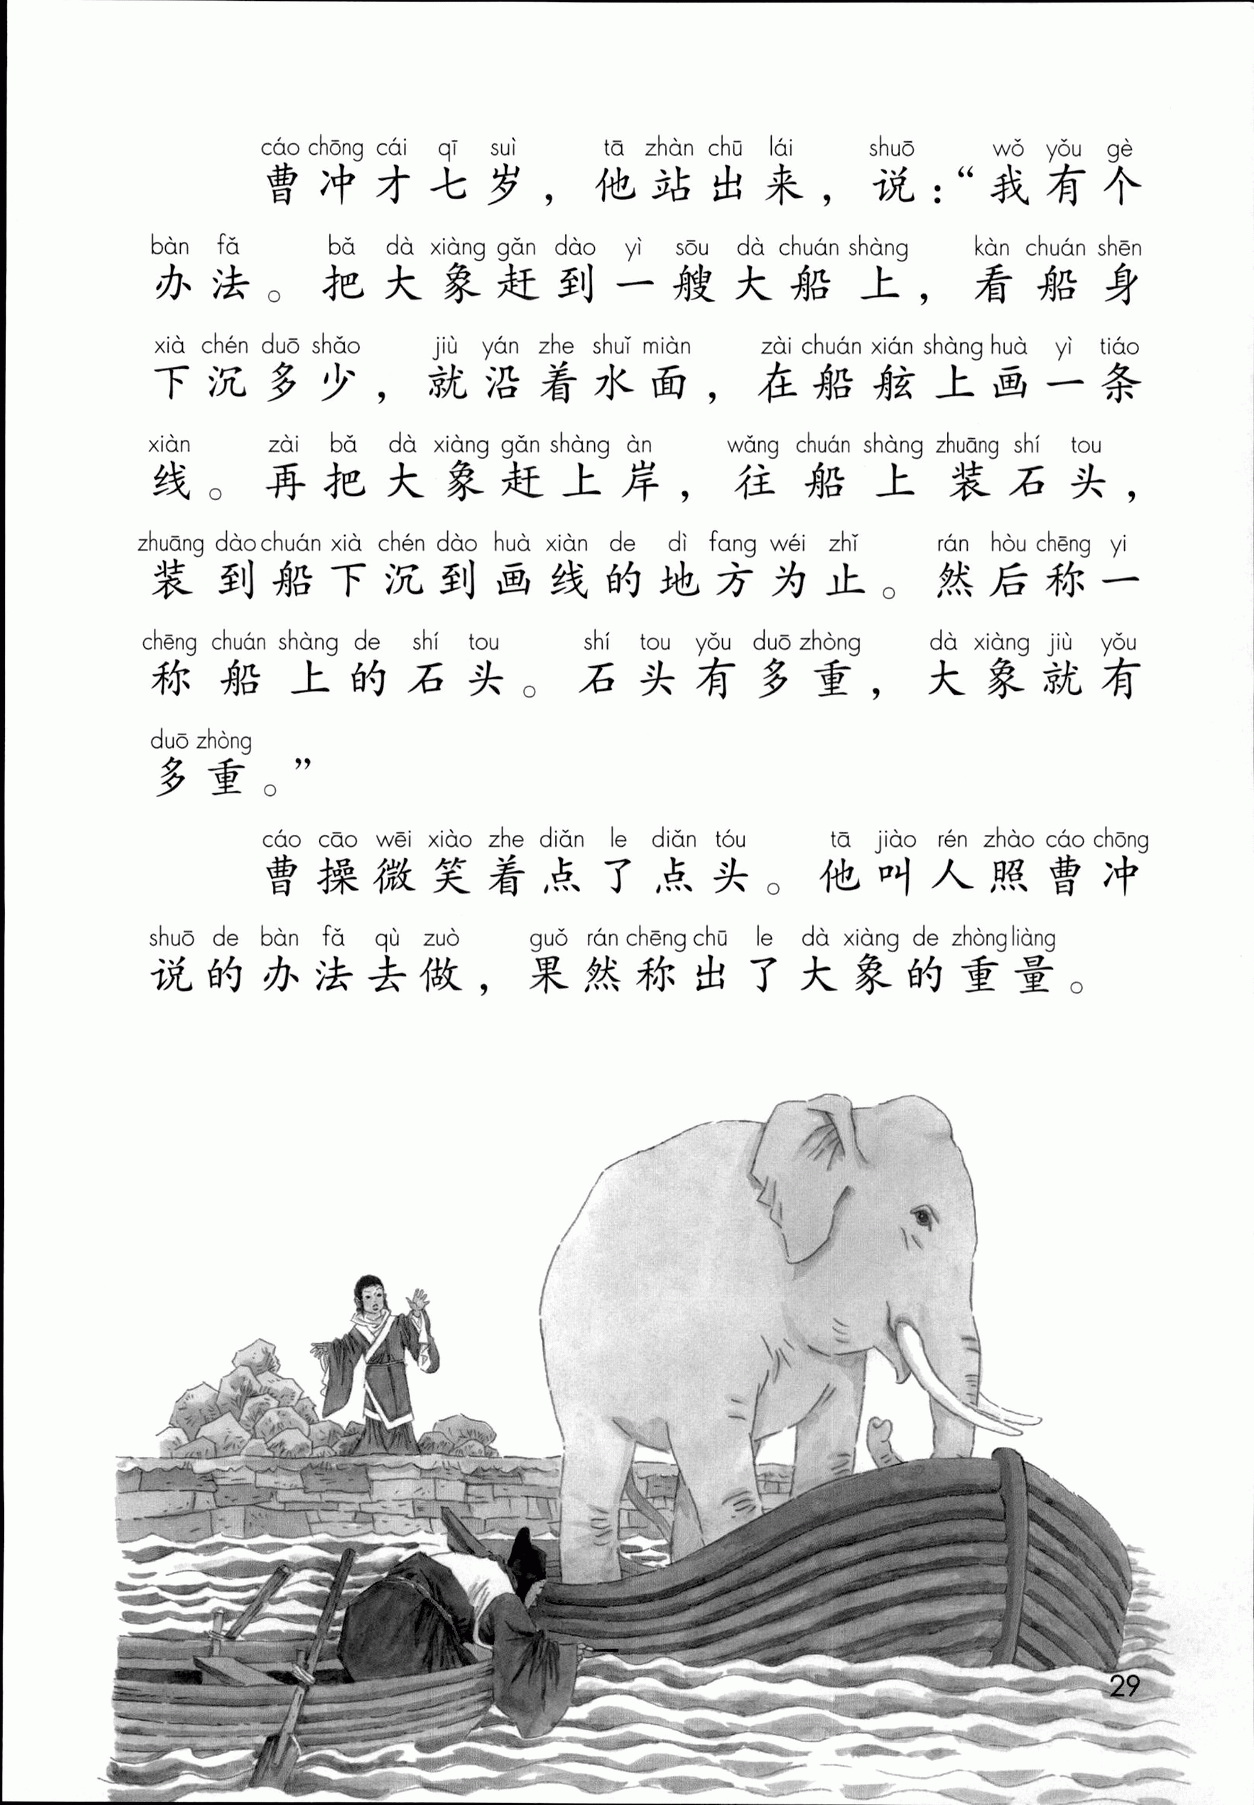 cáo chōng cái qī suì tā zhàn chū lái shuō wǒ yǒu gè
曹冲才七岁，他站出来，说：“我有个
bàn fǎ bǎ dà xiàng gǎn dào yì sōu dà chuán shàng kàn chuán shēn
办法。把大象赶到一艘大船上，看船身
xià chén duō shǎo jiù yán zhe shuǐ miàn zài chuán xián shàng huà yì tiáo
下沉多少，就沿着水面，在船舷上画一条
xiàn zài bǎ dà xiàng gǎn shàng àn wǎng chuán shàng zhuāng shí tou
线。再把大象赶上岸，往船上装石头，
zhuāng dào chuán xià chén dào huà xiàn de dì fang wéi zhǐ rán hòu chēng yi
装到船下沉到画线的地方为止。然后称一
chēng chuán shàng de shí tou shí tou yǒu duō zhòng dà xiàng jiù yǒu
称船上的石头。石头有多重，大象就有
duō zhòng
多重。”
cáo cāo wēi xiào zhe diǎn le diǎn tóu tā jiào rén zhào cáo chōng
曹操微笑着点了点头。他叫人照曹冲
shuō de bàn fǎ qù zuò guǒ rán chēng chū le dà xiàng de zhòng liàng
说的办法去做，果然称出了大象的重量。
29